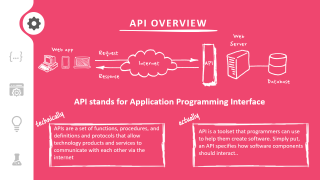 API OVERVIEW
Web app
Request
Response
Internet
API
Web
Server
Database
{...}
API stands for Application Programming Interface
technically
APIs are a set of functions, procedures, and
definitions and protocols that allow
technology products and services to
communicate with each other via the
internet
actually
API is a toolset that programmers can use
to help them create software. Simply put,
an API specifies how software components
should interact..